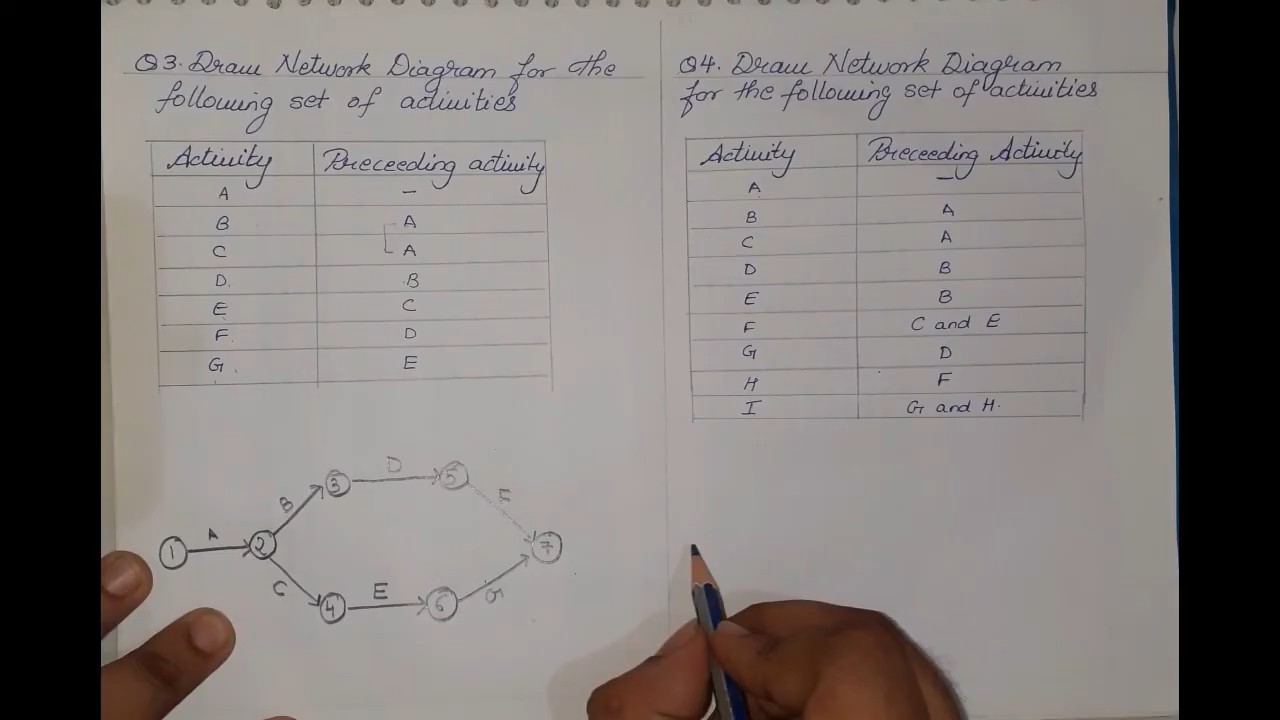 Q3. Draw Network Diagram for the
following set of activities
Activity Preceeding activity
A –
B A
C A
D. B
E C
F. D
G. E
1 A 2 B 3 D 5 F 7
C 4 E 6 G
Q4. Draw Network Diagram
for the following set of activities
Activity Preceeding Activity
A –
B A
C A
D B
E B
F C and E
G D
H F
I G and H.